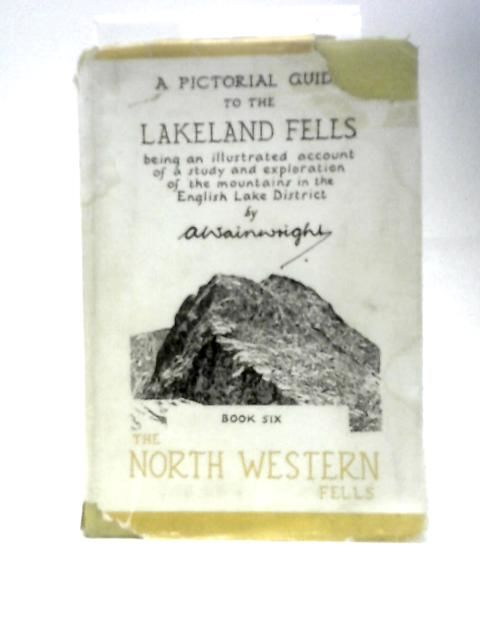 A PICTORIAL GUID
TO THE
LAKELAND FELLS
being an illustrated account
of a study and exploration
of the mountains in the
English Lake District
by
AWainwright
BOOK SIX
THE
NORTH WESTERN
FELLS